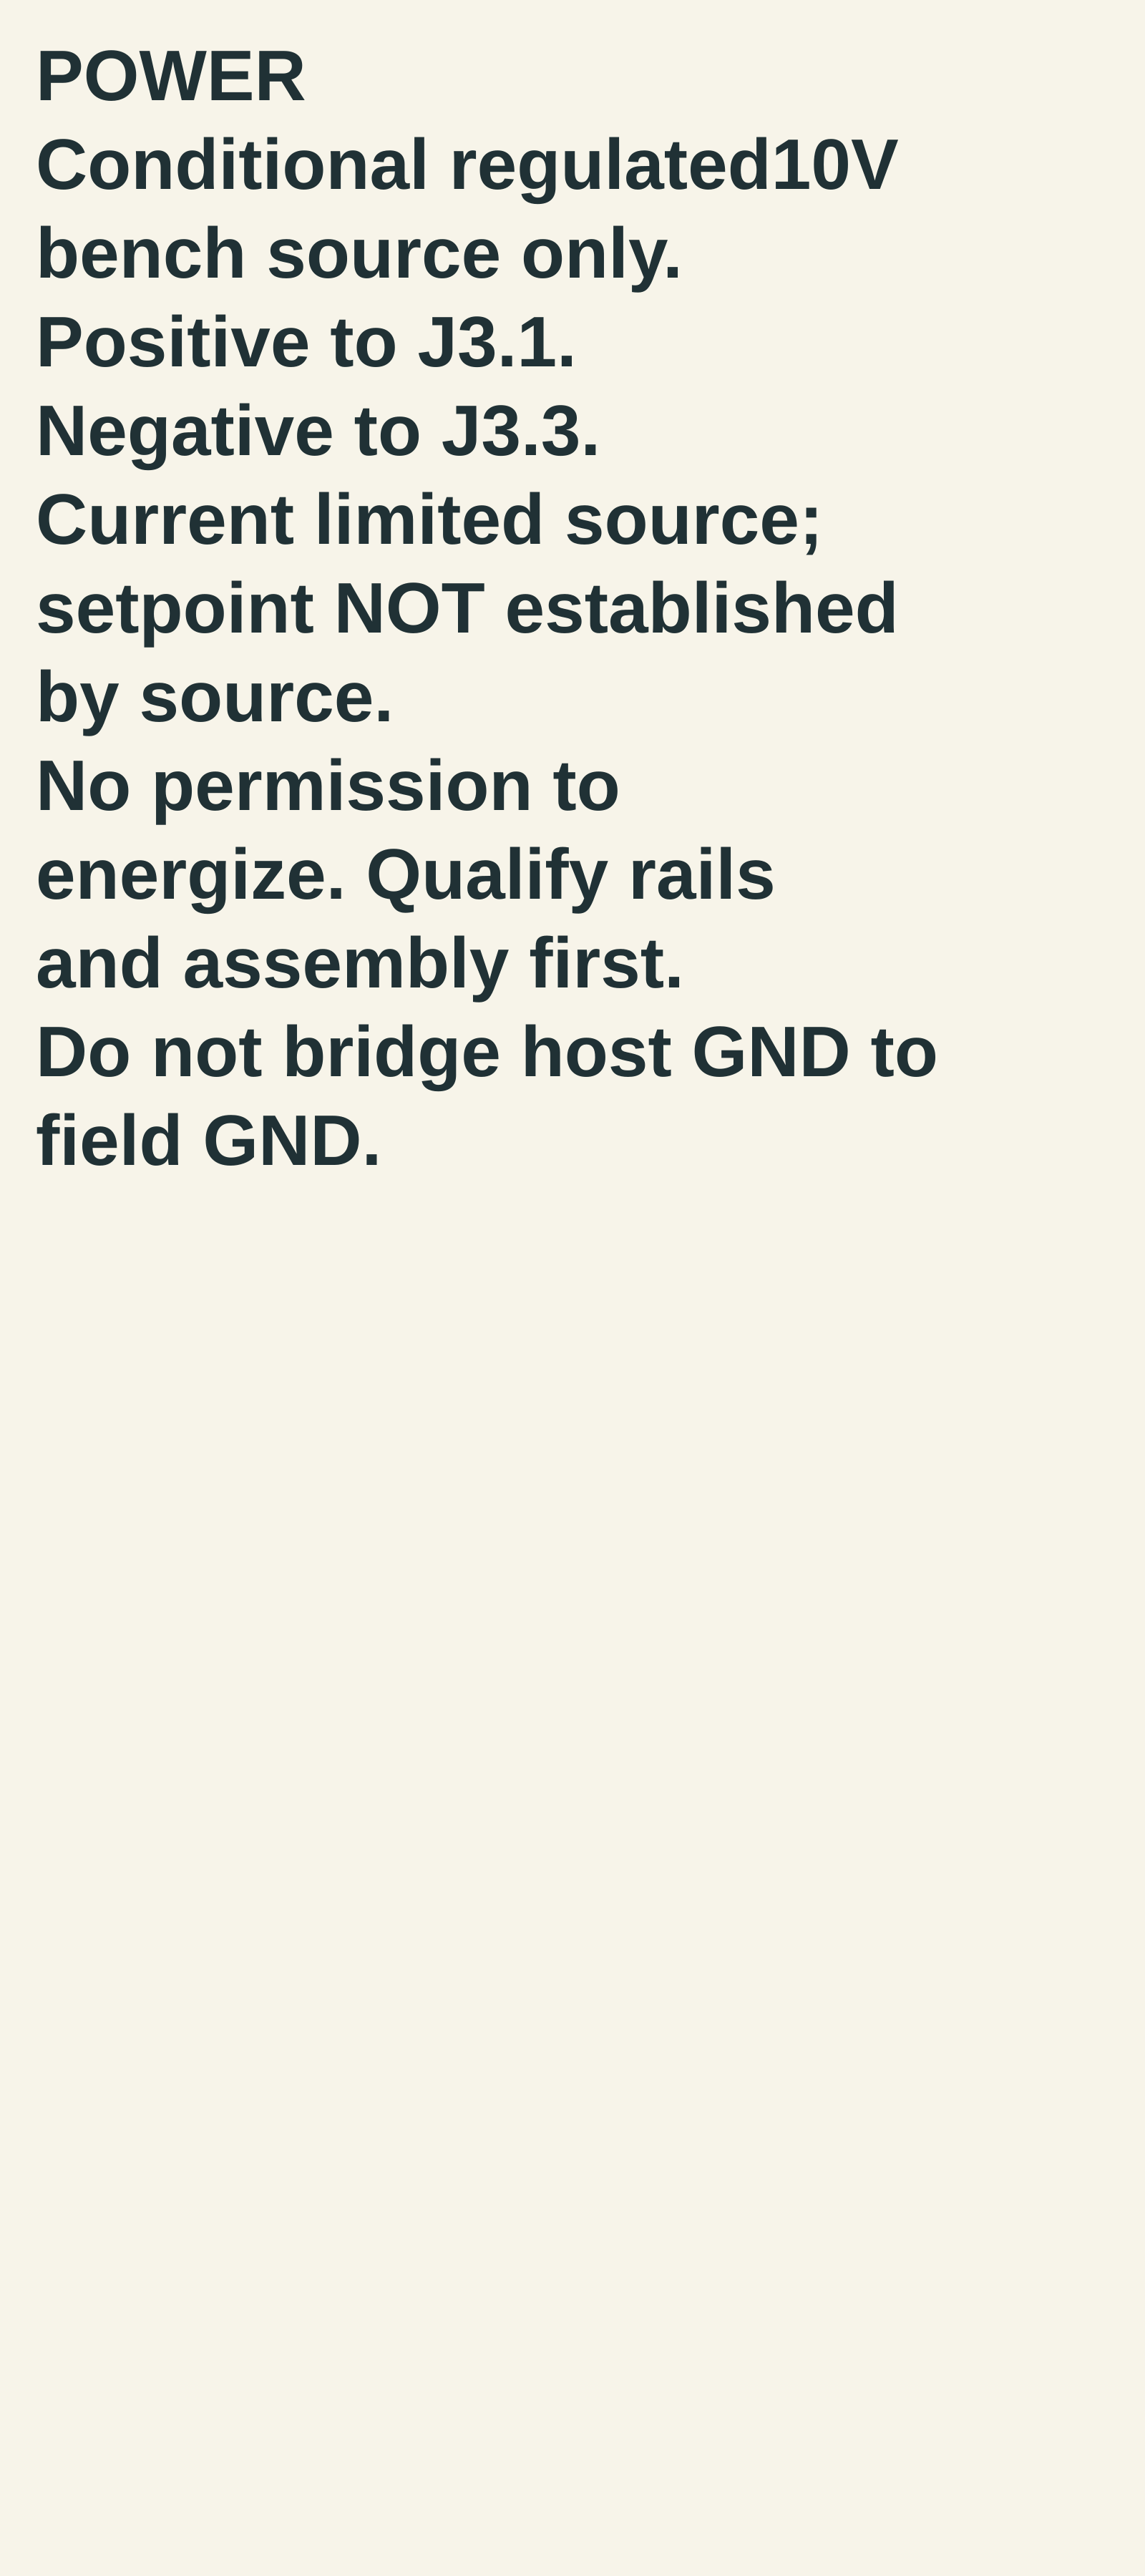 POWER
Conditional regulated10V
bench source only.
Positive to J3.1.
Negative to J3.3.
Current limited source;
setpoint NOT established
by source.
No permission to
energize. Qualify rails
and assembly first.
Do not bridge host GND to
field GND.